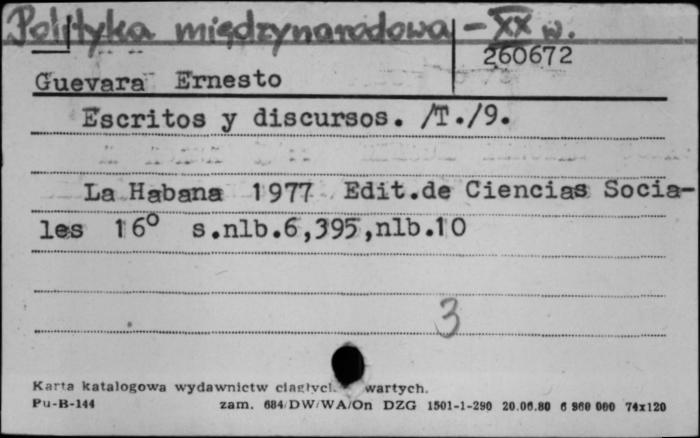 Polityka międzynarodowa - XX w.
260672
Guevara Ernesto
Escritos y discursos. /T./9.
La Habana 1977 Edit.de Ciencias Socia-
les 16° s.nlb.6,395,nlb.10
3
Karta katalogowa wydawnictw wartych.
Pu-B-144 zam. 684/DW/WA/On DZG 1501-1-290 20.06.80 6 960 000 74x120